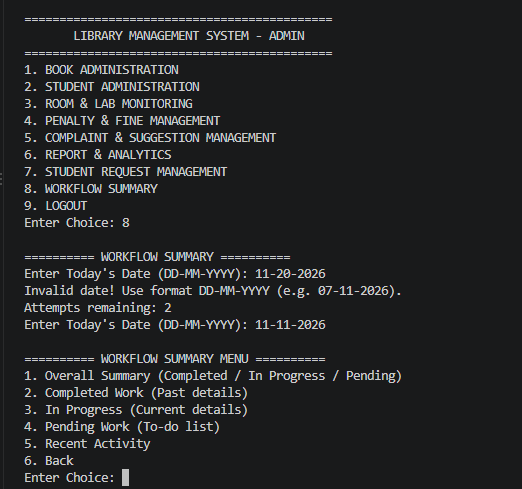 ============================================
LIBRARY MANAGEMENT SYSTEM - ADMIN
============================================
1. BOOK ADMINISTRATION
2. STUDENT ADMINISTRATION
3. ROOM & LAB MONITORING
4. PENALTY & FINE MANAGEMENT
5. COMPLAINT & SUGGESTION MANAGEMENT
6. REPORT & ANALYTICS
7. STUDENT REQUEST MANAGEMENT
8. WORKFLOW SUMMARY
9. LOGOUT
Enter Choice: 8
========== WORKFLOW SUMMARY ==========
Enter Today's Date (DD-MM-YYYY): 11-20-2026
Invalid date! Use format DD-MM-YYYY (e.g. 07-11-2026).
Attempts remaining: 2
Enter Today's Date (DD-MM-YYYY): 11-11-2026
========== WORKFLOW SUMMARY MENU ==========
1. Overall Summary (Completed / In Progress / Pending)
2. Completed Work (Past details)
3. In Progress (Current details)
4. Pending Work (To-do list)
5. Recent Activity
6. Back
Enter Choice: